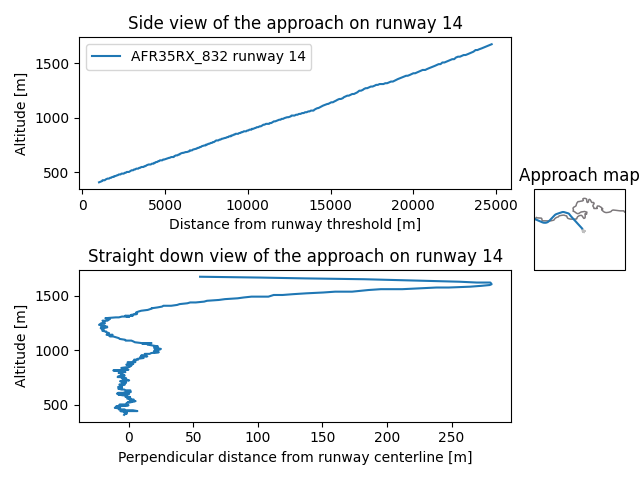 Side view of the approach on runway 14
AFR35RX_832 runway 14
Altitude [m]
1500
1000
500
0
5000
10000
15000
20000
25000
Distance from runway threshold [m]
Approach map
Straight down view of the approach on runway 14
Altitude [m]
1500
1000
500
0
50
100
150
200
250
Perpendicular distance from runway centerline [m]